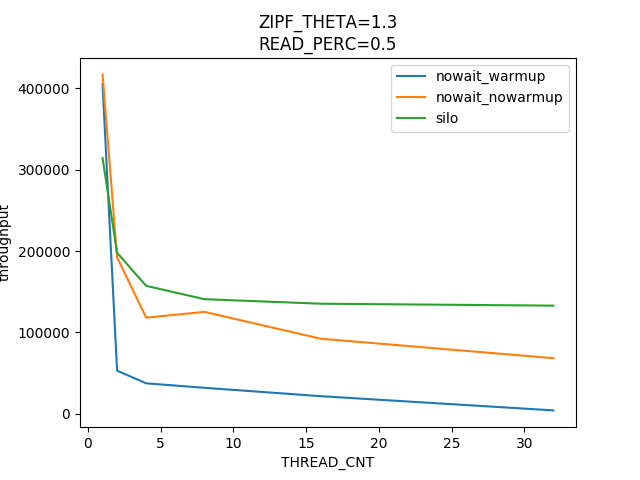 ZIPF_THETA=1.3
READ_PERC=0.5
nowait_warmup
nowait_nowarmup
silo
throughput
400000
300000
200000
100000
0
0 5 10 15 20 25 30
THREAD_CNT